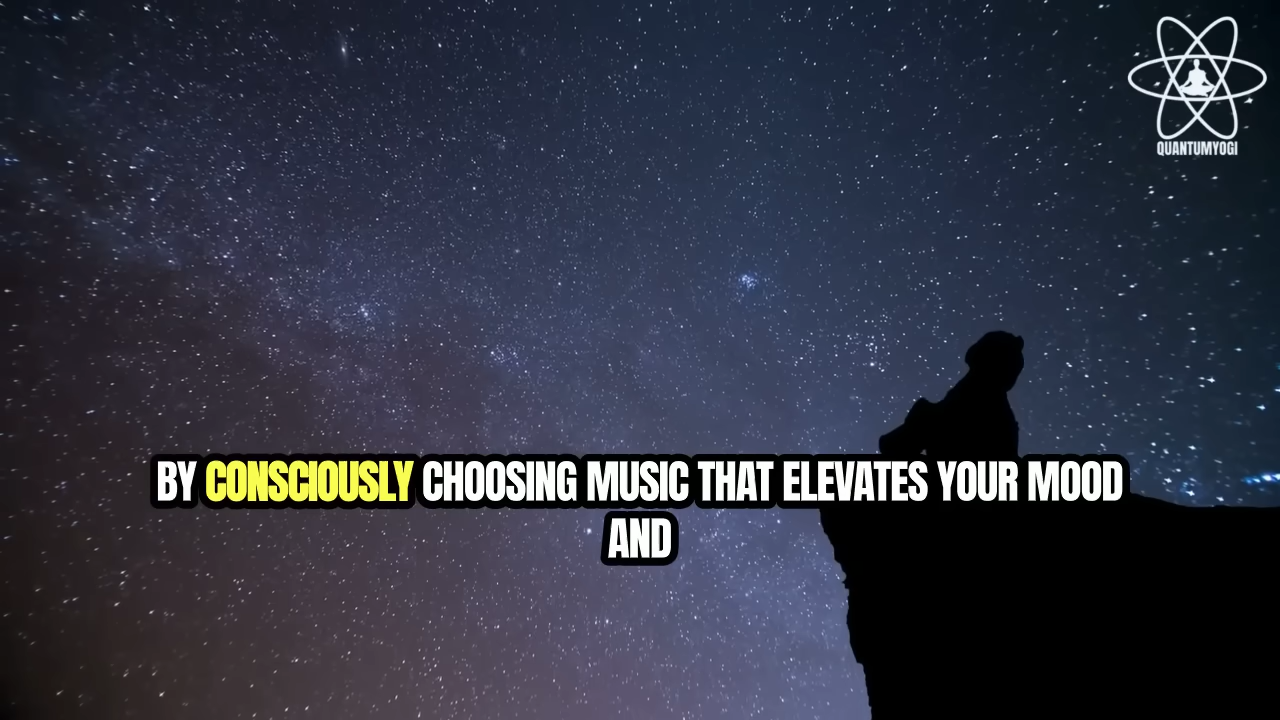 QUANTUMYOGI
BY CONSCIOUSLY CHOOSING MUSIC THAT ELEVATES YOUR MOOD
AND